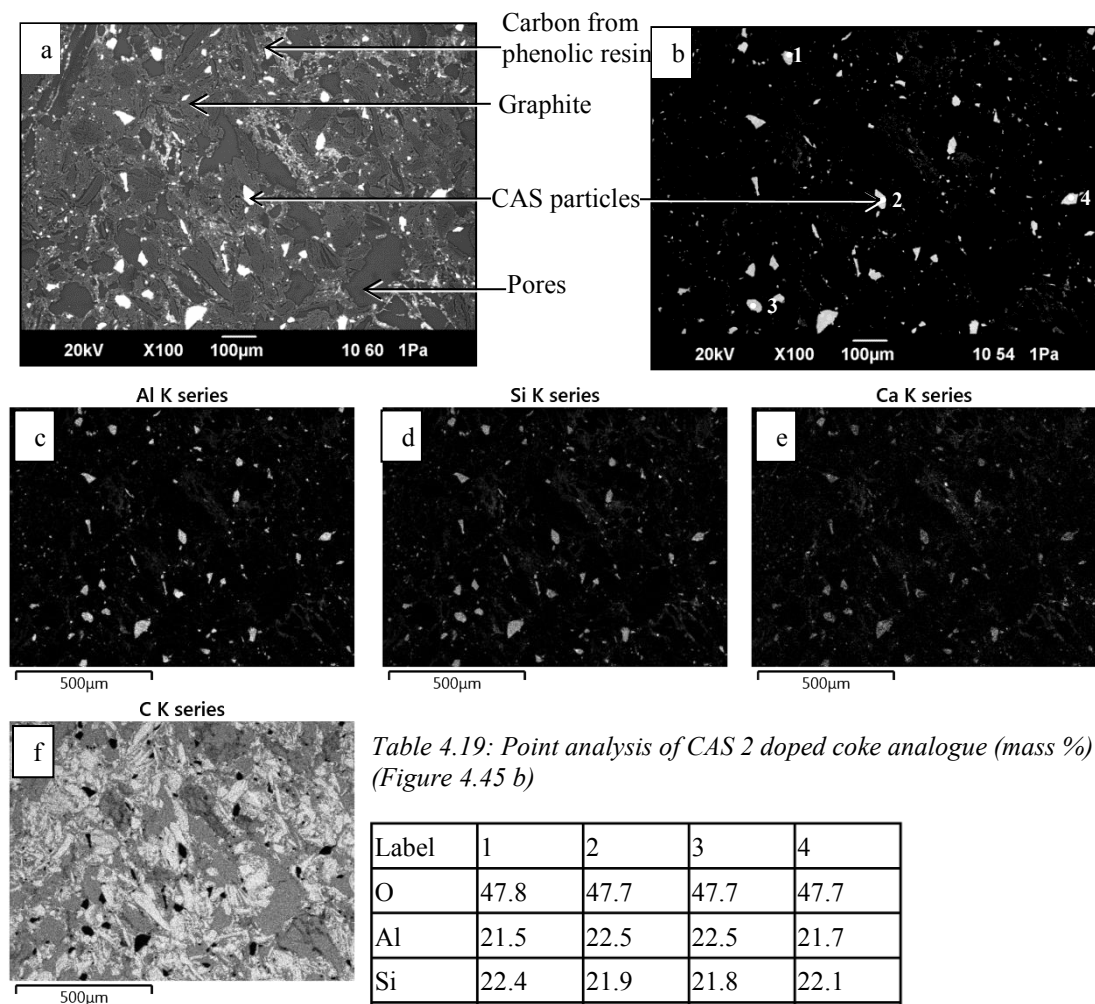 a
Carbon from
phenolic resin
Graphite
CAS particles
Pores
20kV X100 100µm 10 60 1Pa
b
1
2
4
3
20kV X100 100µm 10 54 1Pa
Al K series
c
500µm
Si K series
d
500µm
Ca K series
e
500µm
C K series
f
500µm
Table 4.19: Point analysis of CAS 2 doped coke analogue (mass %)
(Figure 4.45 b)
Label 1 2 3 4
O 47.8 47.7 47.7 47.7
Al 21.5 22.5 22.5 21.7
Si 22.4 21.9 21.8 22.1